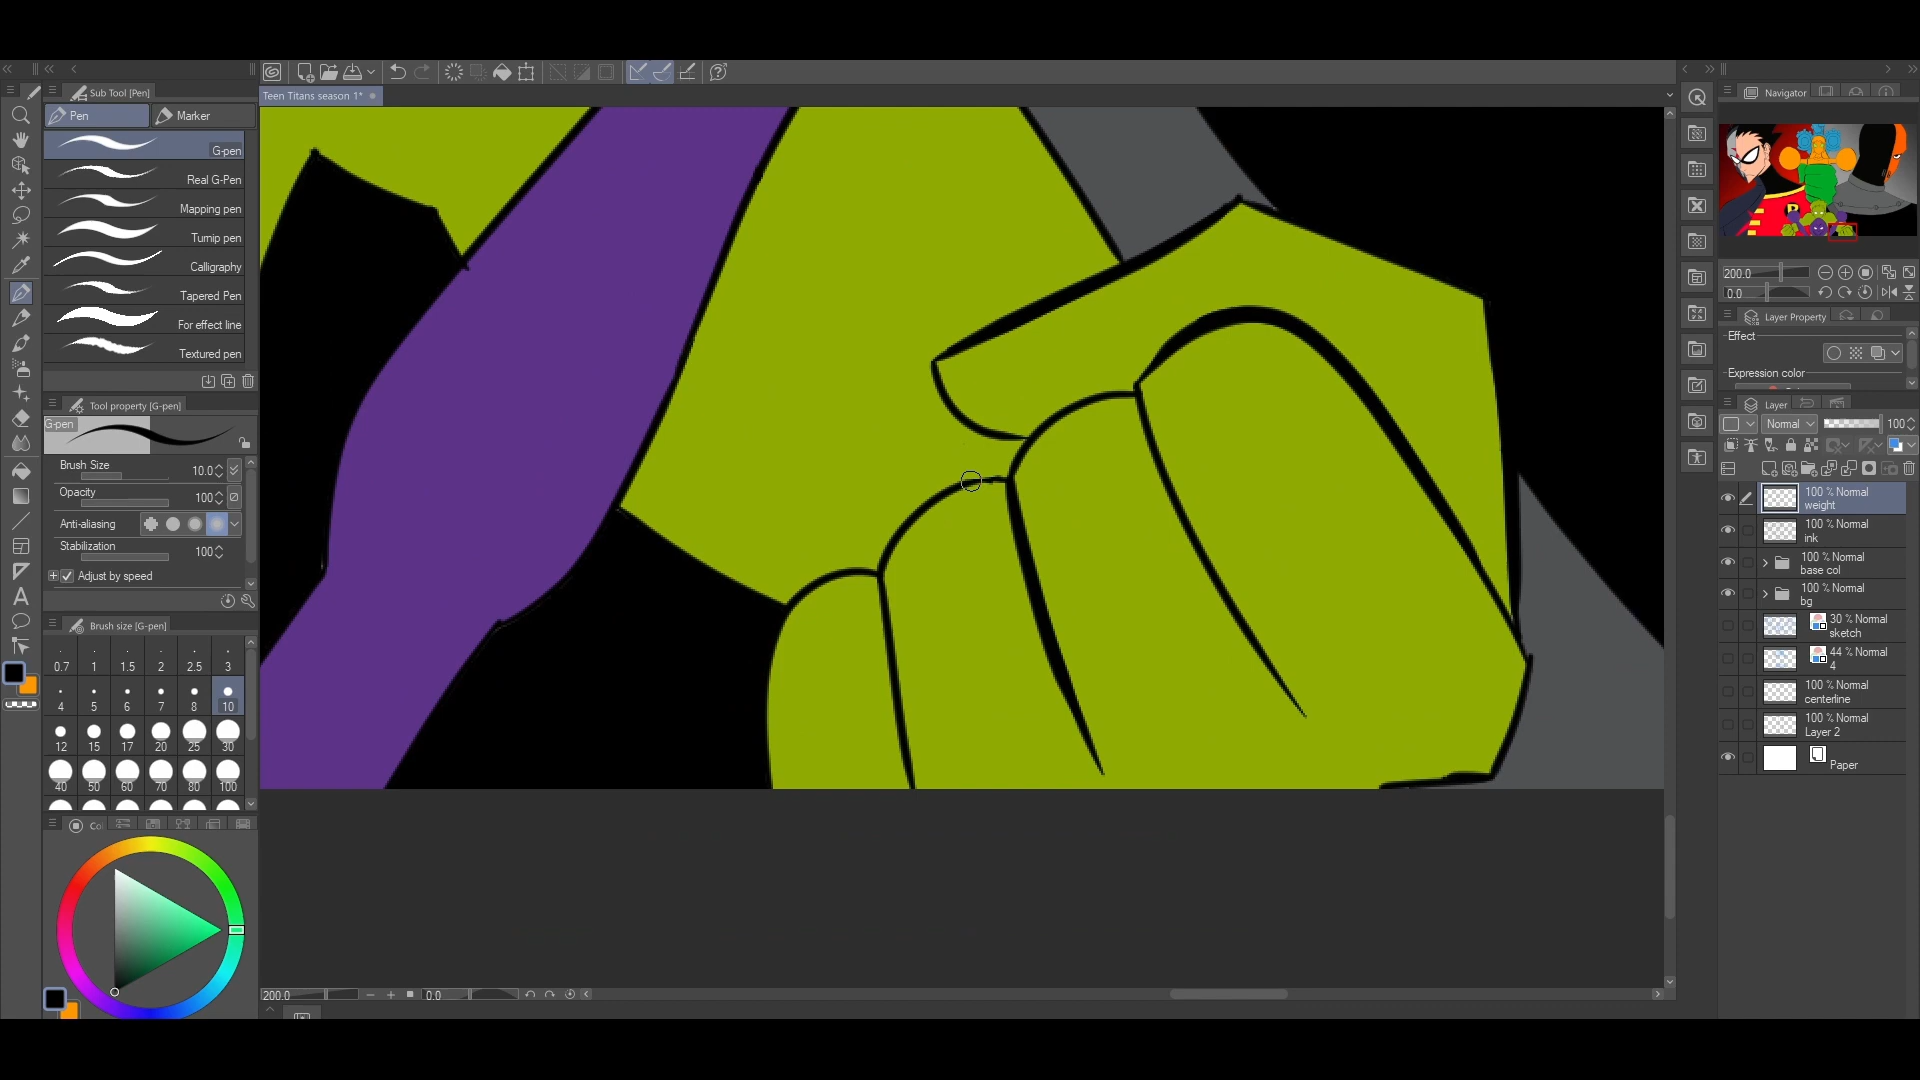 Sub Tool [Pen]
Pen
Marker
G-pen
Real G-Pen
Mapping pen
Turnip pen
Calligraphy
Tapered Pen
For effect line
Textured pen
Tool property [G-pen]
G-pen
Brush Size 10.0
Opacity 100
Anti-aliasing
Stabilization 100
Adjust by speed
Brush size [G-pen]
0.7 1 1.5 2 2.5 3
4 5 6 7 8 10
12 15 17 20 25 30
40 50 60 70 80 100
Co
Teen Titans season 1*
200.0 0.0
Navigator
200.0
0.0
Layer Property
Effect
Expression color
Layer
Normal 100
100 % Normal
weight
100 % Normal
ink
100 % Normal
base col
100 % Normal
bg
30 % Normal
sketch
44 % Normal
4
100 % Normal
centerline
100 % Normal
Layer 2
Paper